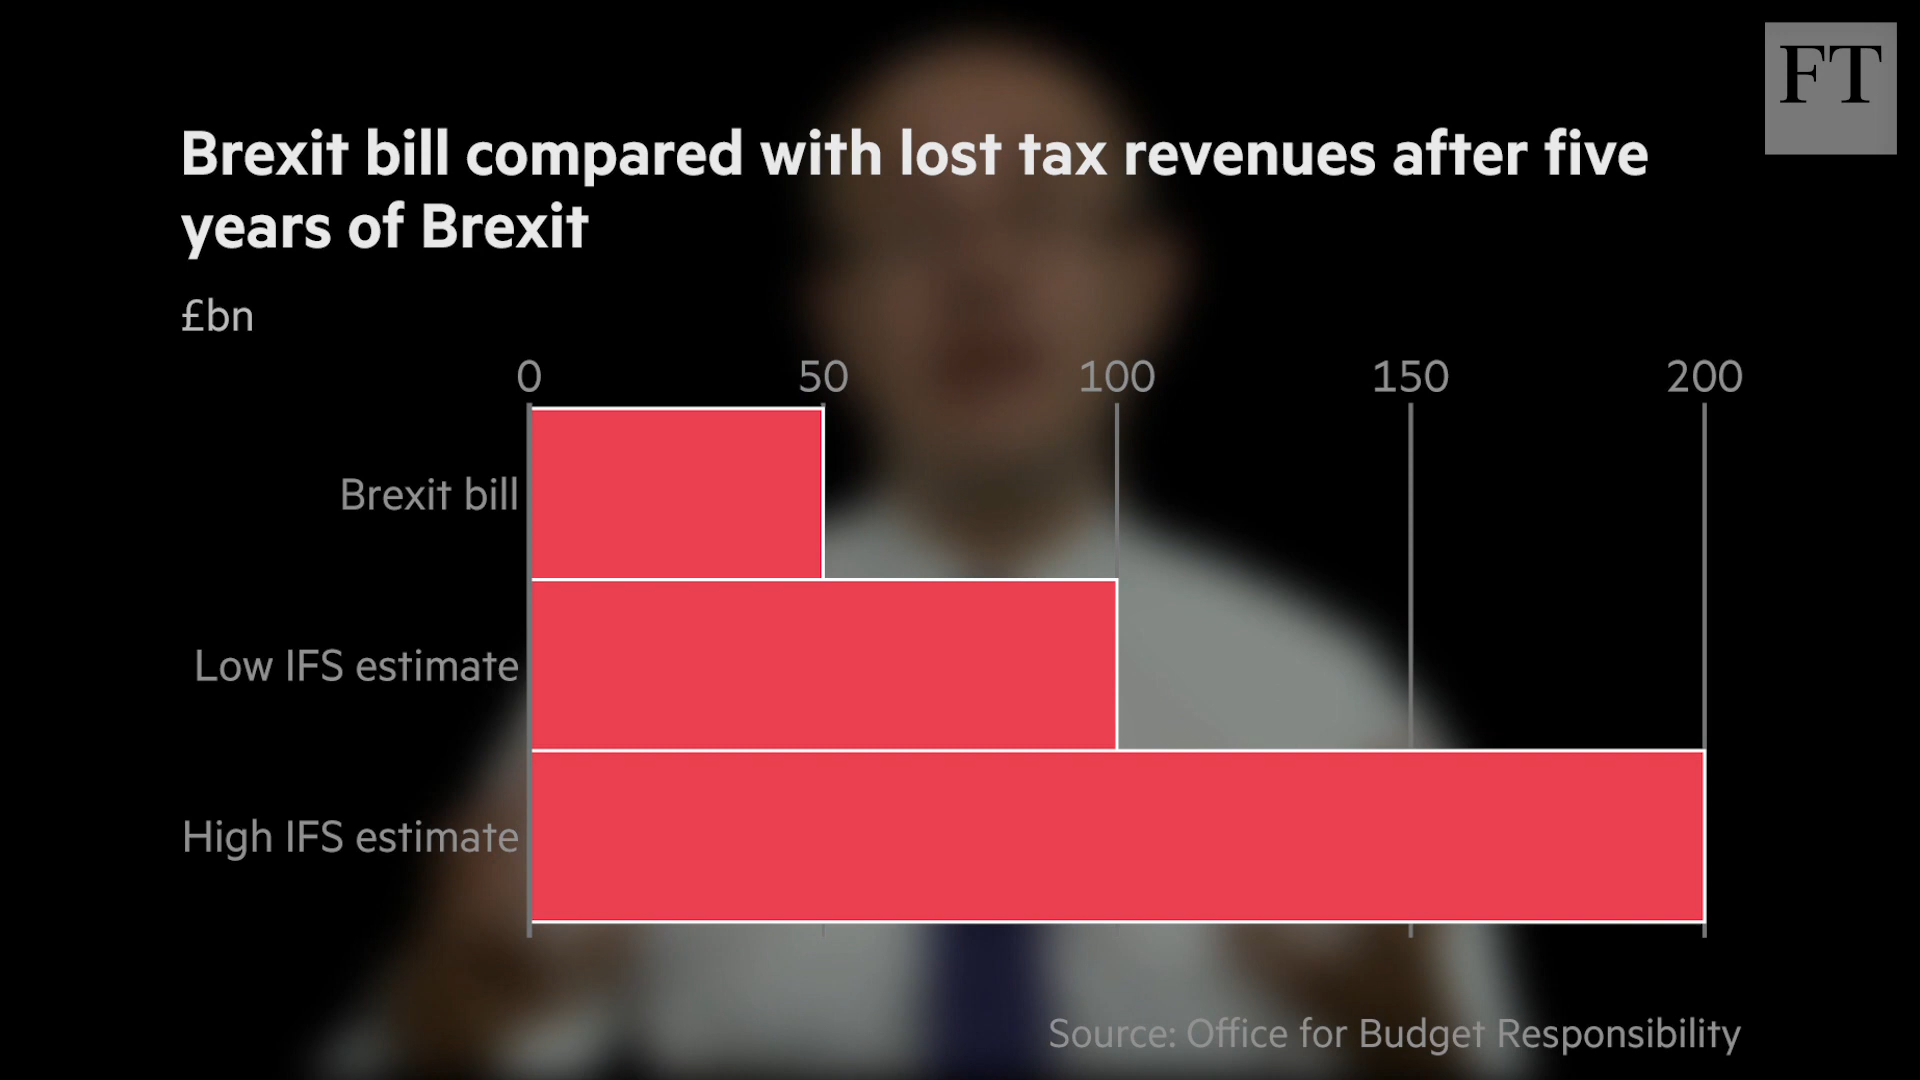 FT
Brexit bill compared with lost tax revenues after five
years of Brexit
£bn
0 50 100 150 200
Brexit bill
Low IFS estimate
High IFS estimate
Source: Office for Budget Responsibility